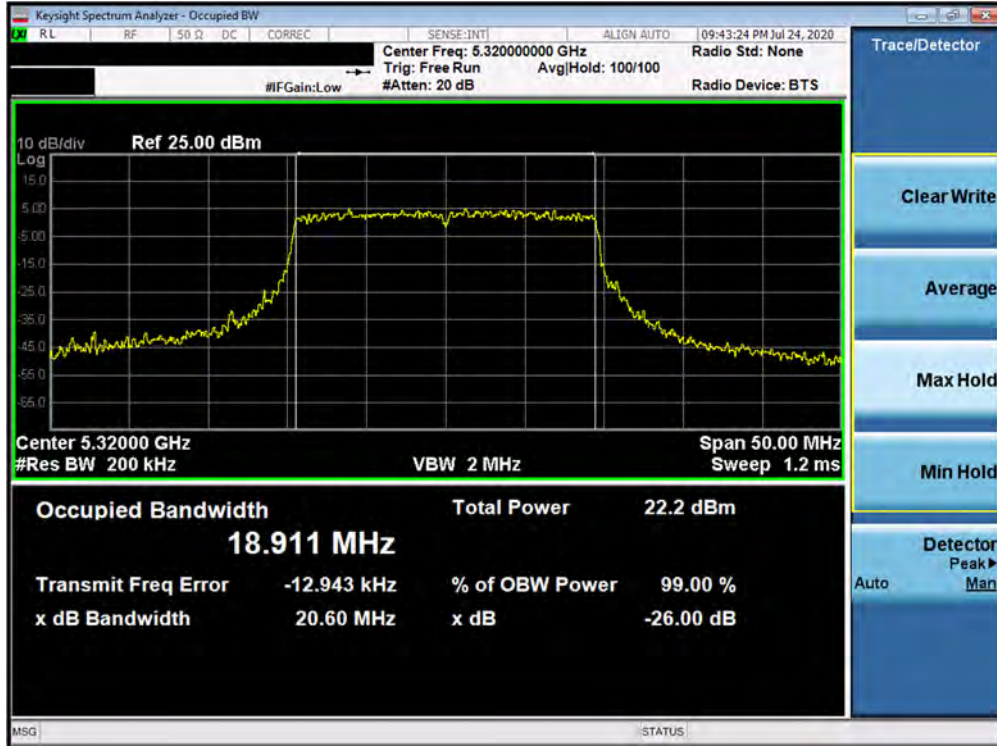 Keysight Spectrum Analyzer - Occupied BW
RL RF 50 Ω DC CORREC SENSE:INT ALIGN AUTO 09:43:24 PM Jul 24, 2020
Center Freq: 5.320000000 GHz Radio Std: None
Trig: Free Run Avg|Hold: 100/100
#IFGain:Low #Atten: 20 dB Radio Device: BTS
10 dB/div Ref 25.00 dBm
Log
15.0
5.00
-5.00
-15.0
-25.0
-35.0
-45.0
-55.0
-65.0
Center 5.32000 GHz Span 50.00 MHz
#Res BW 200 kHz VBW 2 MHz Sweep 1.2 ms
Occupied Bandwidth Total Power 22.2 dBm
18.911 MHz
Transmit Freq Error -12.943 kHz % of OBW Power 99.00 %
x dB Bandwidth 20.60 MHz x dB -26.00 dB
MSG STATUS
Trace/Detector
Clear Write
Average
Max Hold
Min Hold
Detector
Peak▶
Auto Man